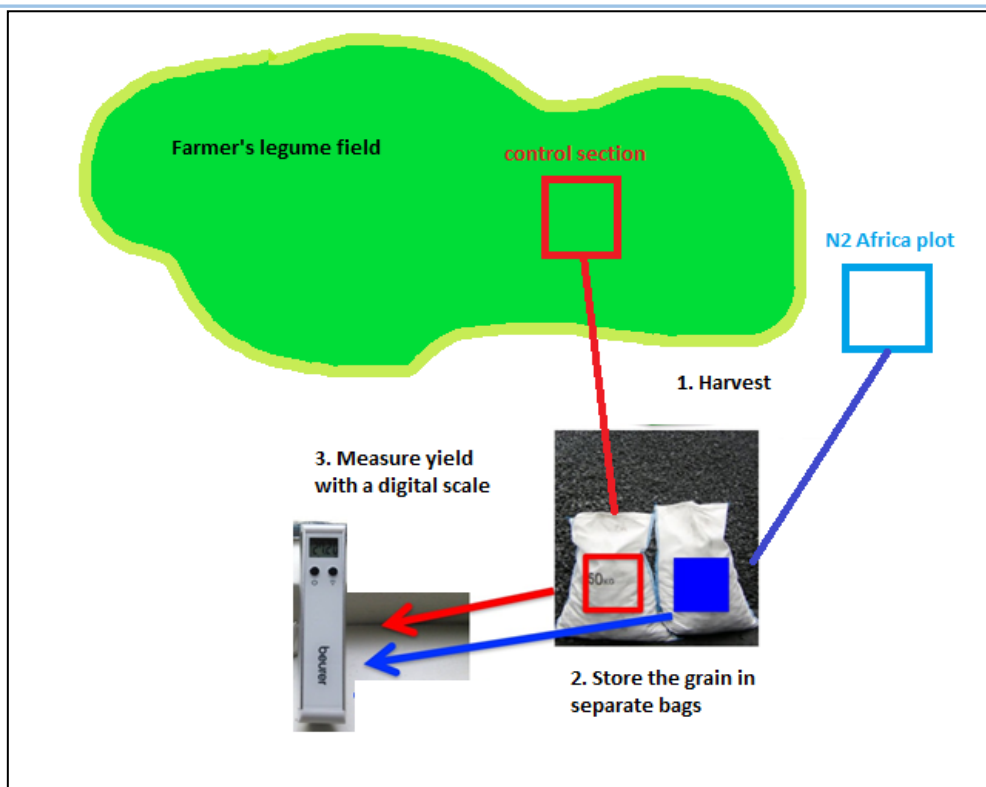 Farmer's legume field
control section
N2 Africa plot
1. Harvest
3. Measure yield
with a digital scale
50KG
beurer
2. Store the grain in
separate bags